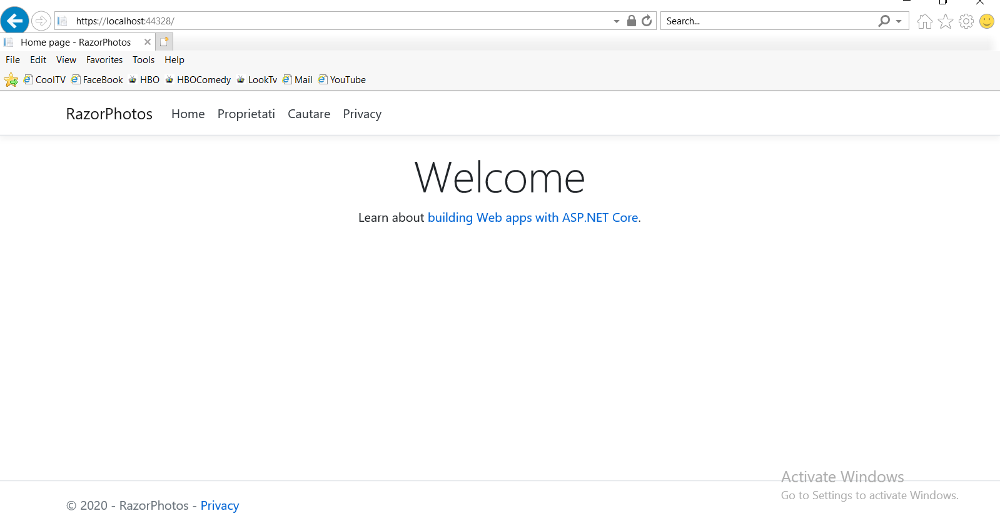 https://localhost:44328/
Search...
Home page - RazorPhotos
File Edit View Favorites Tools Help
CoolTV FaceBook HBO HBOComedy LookTv Mail YouTube
RazorPhotos Home Proprietati Cautare Privacy
Welcome
Learn about building Web apps with ASP.NET Core.
Activate Windows
Go to Settings to activate Windows.
© 2020 - RazorPhotos - Privacy